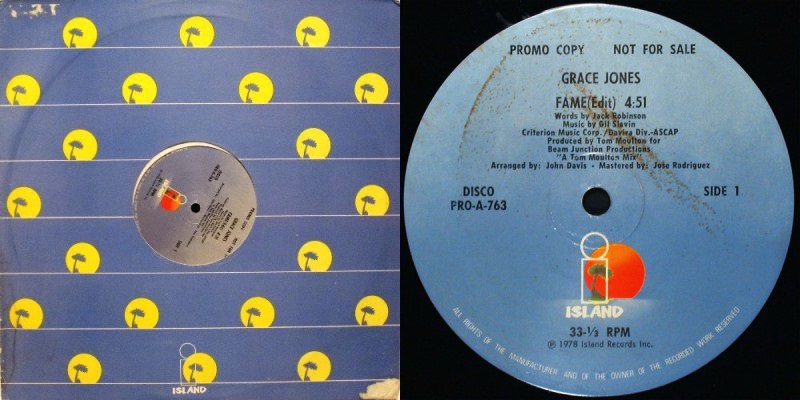 ISLAND
PROMO COPY NOT FOR SALE
GRACE JONES
FAME(Edit) 4:51
Words by Jack Robinson
Music by Gil Slavin
Criterion Music Corp./Davira Div.-ASCAP
Produced by Tom Moulton for
Beam Junction Productions
"A Tom Moulton Mix"
Arranged by: John Davis - Mastered by: Jose Rodriguez
DISCO
PRO-A-763
SIDE 1
ISLAND
33-⅓ RPM
℗ 1978 Island Records Inc.
ALL RIGHTS OF THE MANUFACTURER AND OF THE OWNER OF THE RECORDED WORK RESERVED